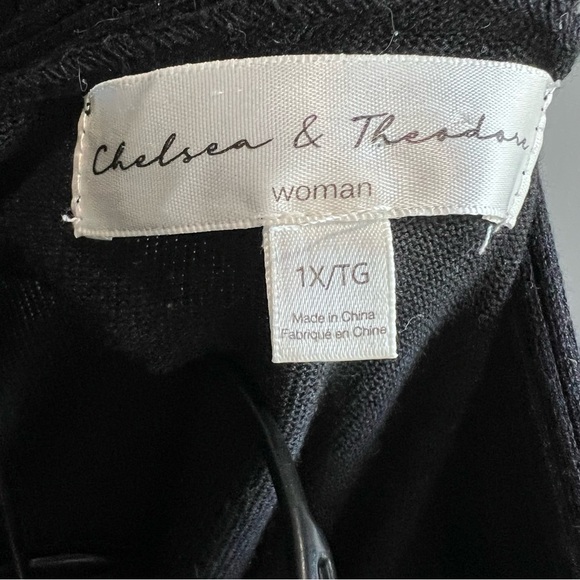 Chelsea & Theodore
woman
1X/TG
Made in China
Fabriqué en Chine